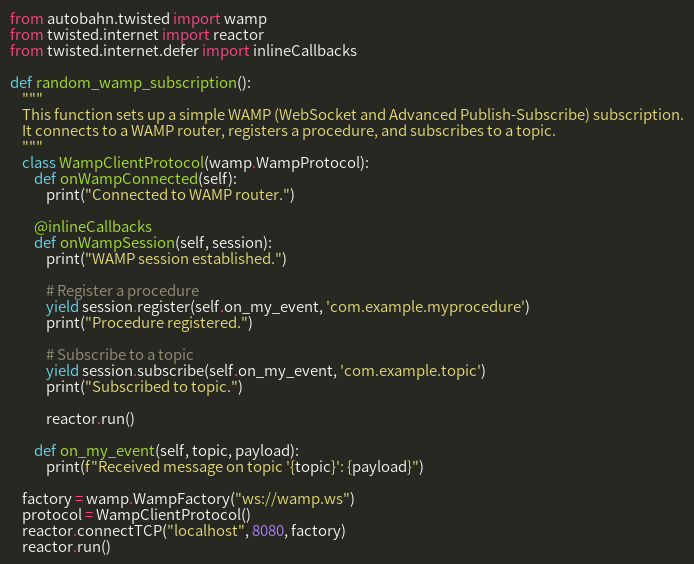 from autobahn.twisted import wamp
from twisted.internet import reactor
from twisted.internet.defer import inlineCallbacks

def random_wamp_subscription():
    """
    This function sets up a simple WAMP (WebSocket and Advanced Publish-Subscribe) subscription.
    It connects to a WAMP router, registers a procedure, and subscribes to a topic.
    """
    class WampClientProtocol(wamp.WampProtocol):
        def onWampConnected(self):
            print("Connected to WAMP router.")

        @inlineCallbacks
        def onWampSession(self, session):
            print("WAMP session established.")

            # Register a procedure
            yield session.register(self.on_my_event, 'com.example.myprocedure')
            print("Procedure registered.")

            # Subscribe to a topic
            yield session.subscribe(self.on_my_event, 'com.example.topic')
            print("Subscribed to topic.")

            reactor.run()

        def on_my_event(self, topic, payload):
            print(f"Received message on topic '{topic}': {payload}")

    factory = wamp.WampFactory("ws://wamp.ws")
    protocol = WampClientProtocol()
    reactor.connectTCP("localhost", 8080, factory)
    reactor.run()